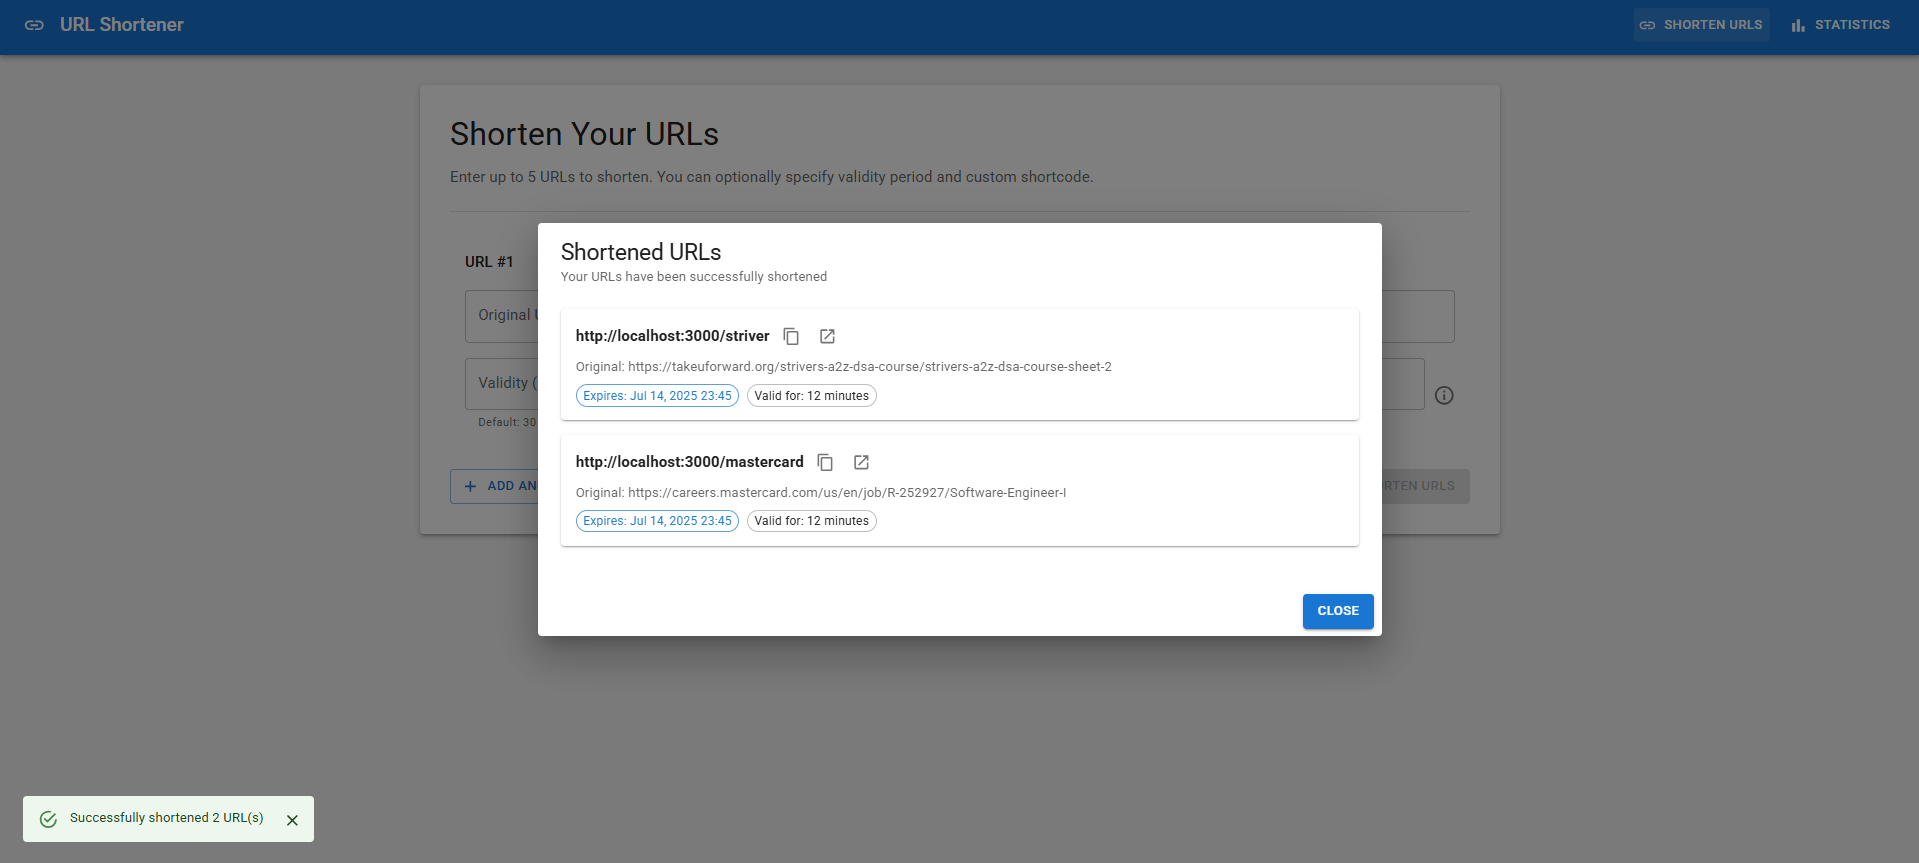 URL Shortener
SHORTEN URLS
STATISTICS
Shorten Your URLs
Enter up to 5 URLs to shorten. You can optionally specify validity period and custom shortcode.
URL #1
Original
Validity (
Default: 30
ADD AN
RTEN URLS
Shortened URLs
Your URLs have been successfully shortened
http://localhost:3000/striver
Original: https://takeuforward.org/strivers-a2z-dsa-course/strivers-a2z-dsa-course-sheet-2
Expires: Jul 14, 2025 23:45
Valid for: 12 minutes
http://localhost:3000/mastercard
Original: https://careers.mastercard.com/us/en/job/R-252927/Software-Engineer-I
Expires: Jul 14, 2025 23:45
Valid for: 12 minutes
CLOSE
Successfully shortened 2 URL(s)